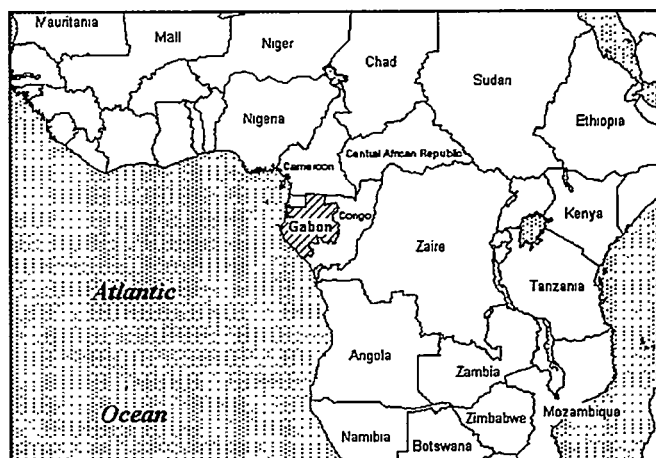 Mauritania
Mali
Niger
Chad
Sudan
Nigeria
Ethiopia
Cameroon
Central African Republic
Gabon
Congo
Kenya
Zaire
Atlantic
Tanzania
Angola
Zambia
Ocean
Zimbabwe
Mozambique
Namibia
Botswana